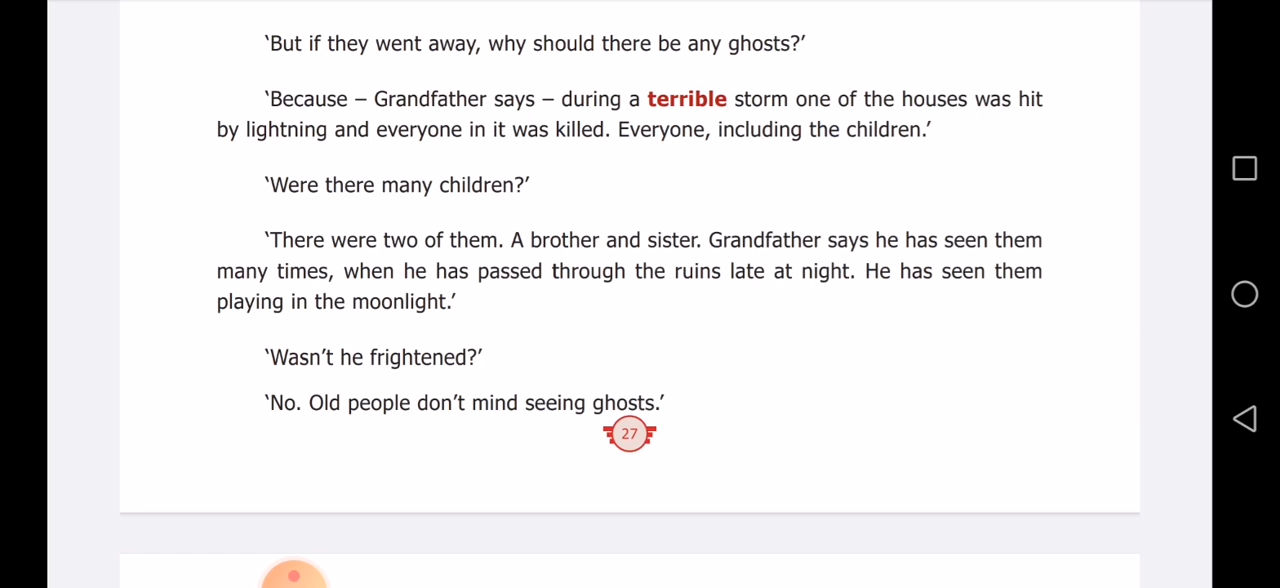 ‘But if they went away, why should there be any ghosts?’
‘Because – Grandfather says – during a terrible storm one of the houses was hit
by lightning and everyone in it was killed. Everyone, including the children.’
‘Were there many children?’
‘There were two of them. A brother and sister. Grandfather says he has seen them
many times, when he has passed through the ruins late at night. He has seen them
playing in the moonlight.’
‘Wasn’t he frightened?’
‘No. Old people don’t mind seeing ghosts.’
27